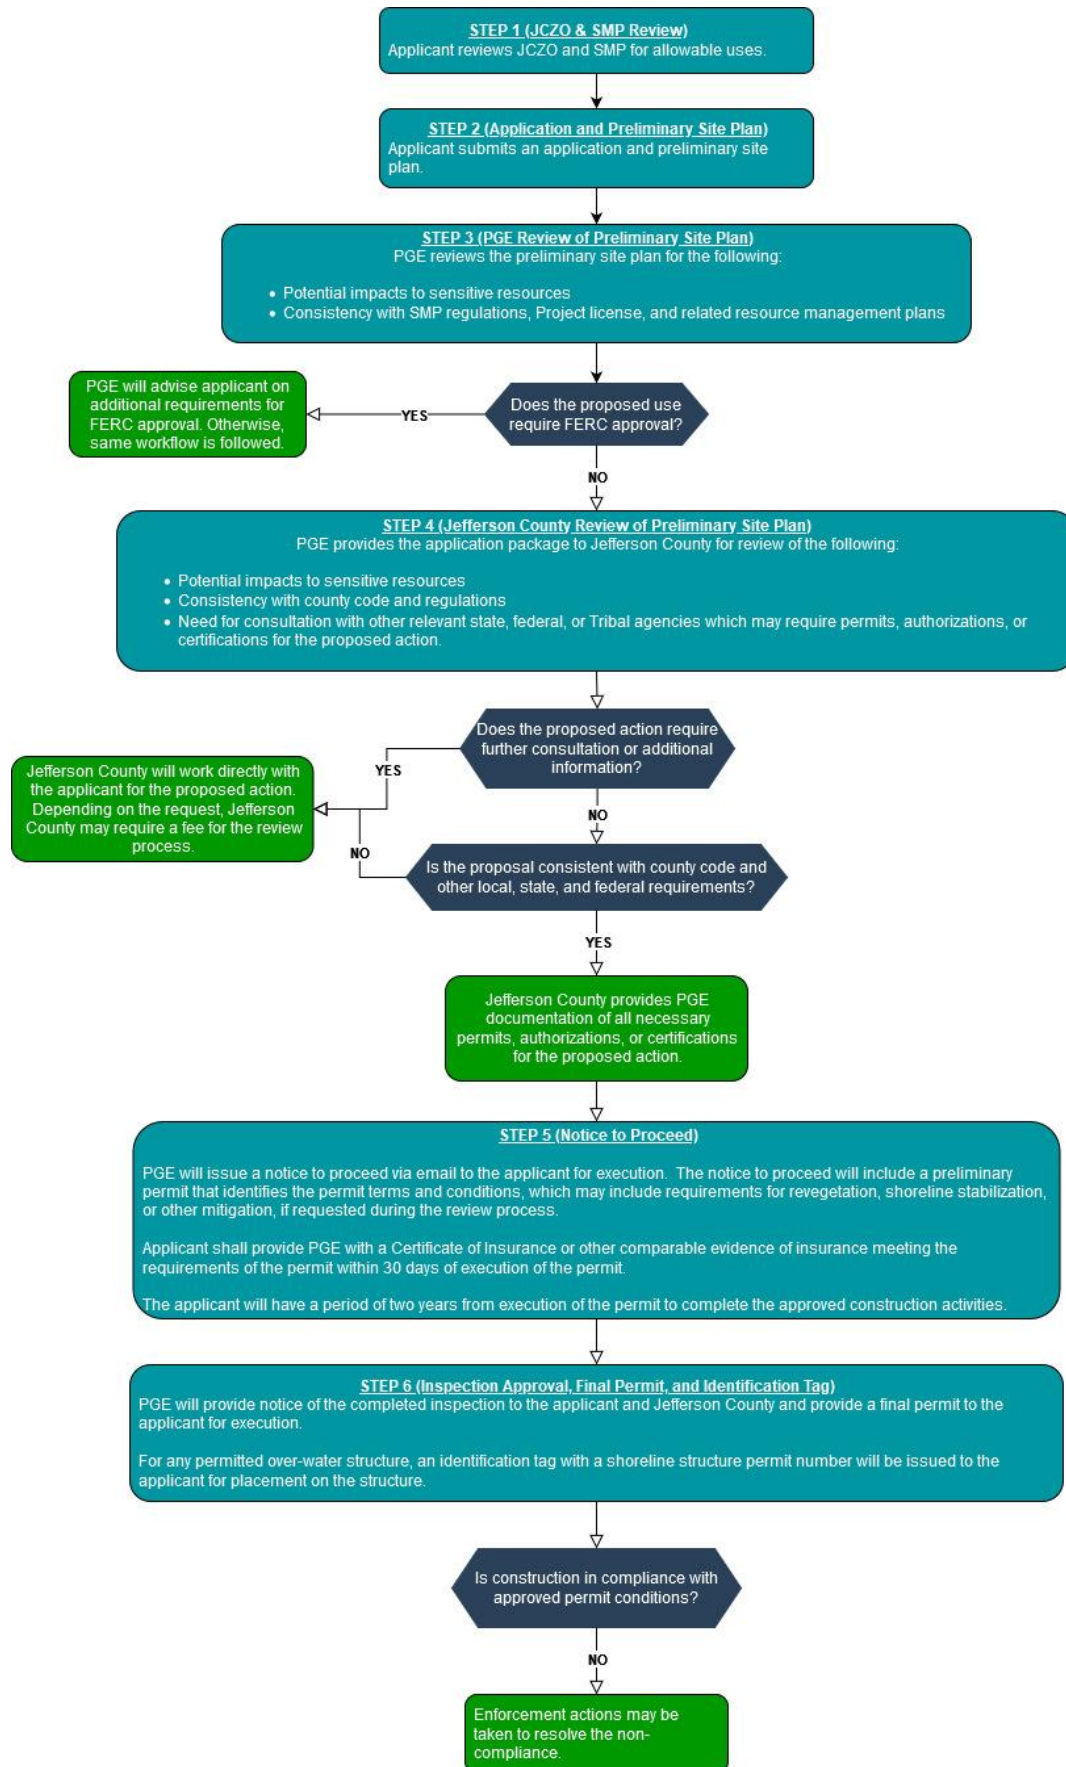 STEP 1 (JCZO & SMP Review)
Applicant reviews JCZO and SMP for allowable uses.
STEP 2 (Application and Preliminary Site Plan)
Applicant submits an application and preliminary site
plan.
STEP 3 (PGE Review of Preliminary Site Plan)
PGE reviews the preliminary site plan for the following:
• Potential impacts to sensitive resources
• Consistency with SMP regulations, Project license, and related resource management plans
Does the proposed use
require FERC approval?
YES
PGE will advise applicant on
additional requirements for
FERC approval. Otherwise,
same workflow is followed.
NO
STEP 4 (Jefferson County Review of Preliminary Site Plan)
PGE provides the application package to Jefferson County for review of the following:
• Potential impacts to sensitive resources
• Consistency with county code and regulations
• Need for consultation with other relevant state, federal, or Tribal agencies which may require permits, authorizations, or
certifications for the proposed action.
Does the proposed action require
further consultation or additional
information?
YES
Jefferson County will work directly with
the applicant for the proposed action.
Depending on the request, Jefferson
County may require a fee for the review
process.
NO
NO
Is the proposal consistent with county code and
other local, state, and federal requirements?
YES
Jefferson County provides PGE
documentation of all necessary
permits, authorizations, or certifications
for the proposed action.
STEP 5 (Notice to Proceed)
PGE will issue a notice to proceed via email to the applicant for execution.  The notice to proceed will include a preliminary
permit that identifies the permit terms and conditions, which may include requirements for revegetation, shoreline stabilization,
or other mitigation, if requested during the review process.
Applicant shall provide PGE with a Certificate of Insurance or other comparable evidence of insurance meeting the
requirements of the permit within 30 days of execution of the permit.
The applicant will have a period of two years from execution of the permit to complete the approved construction activities.
STEP 6 (Inspection Approval, Final Permit, and Identification Tag)
PGE will provide notice of the completed inspection to the applicant and Jefferson County and provide a final permit to the
applicant for execution.
For any permitted over-water structure, an identification tag with a shoreline structure permit number will be issued to the
applicant for placement on the structure.
Is construction in compliance with
approved permit conditions?
NO
Enforcement actions may be
taken to resolve the non-
compliance.